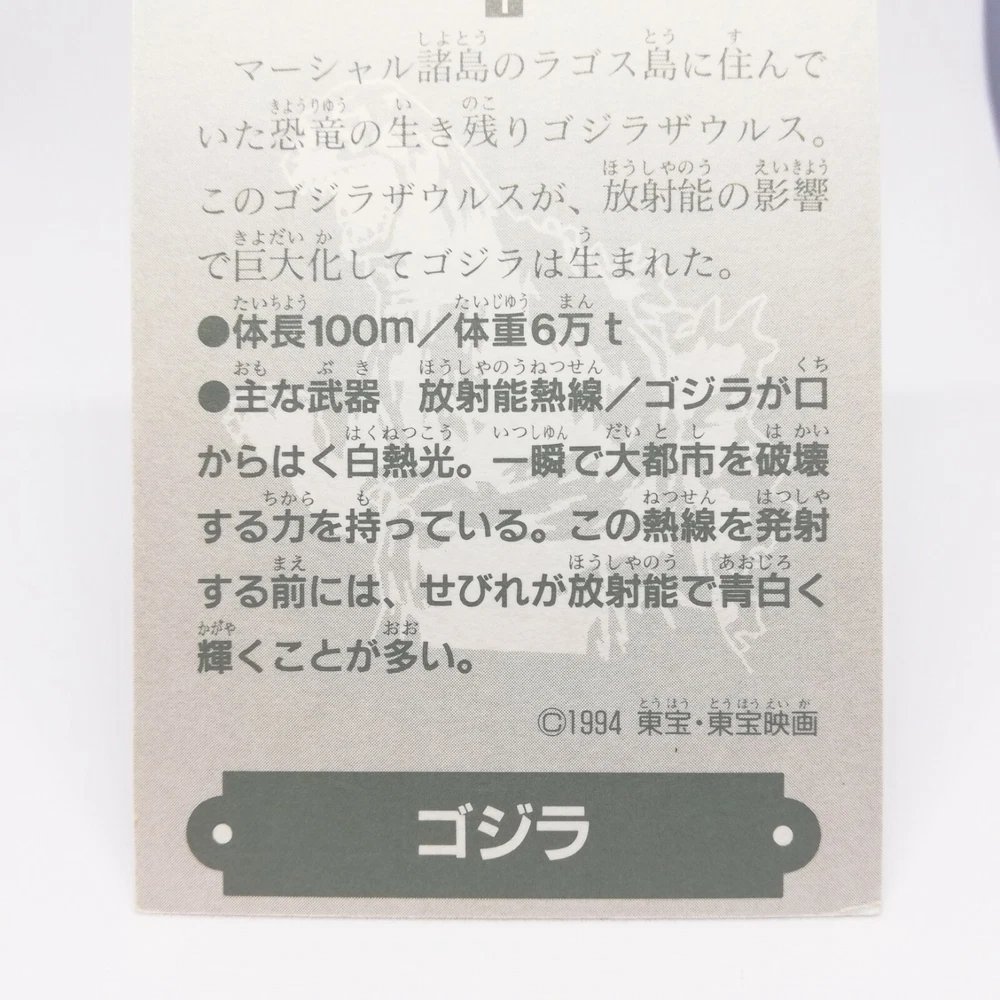 マーシャル諸島のラゴス島に住んで
いた恐竜の生き残りゴジラザウルス。
このゴジラザウルスが、放射能の影響
で巨大化してゴジラは生まれた。
●体長100m／体重6万t
●主な武器　放射能熱線／ゴジラが口
からはく白熱光。一瞬で大都市を破壊
する力を持っている。この熱線を発射
する前には、せびれが放射能で青白く
輝くことが多い。
©1994 東宝・東宝映画
ゴジラ